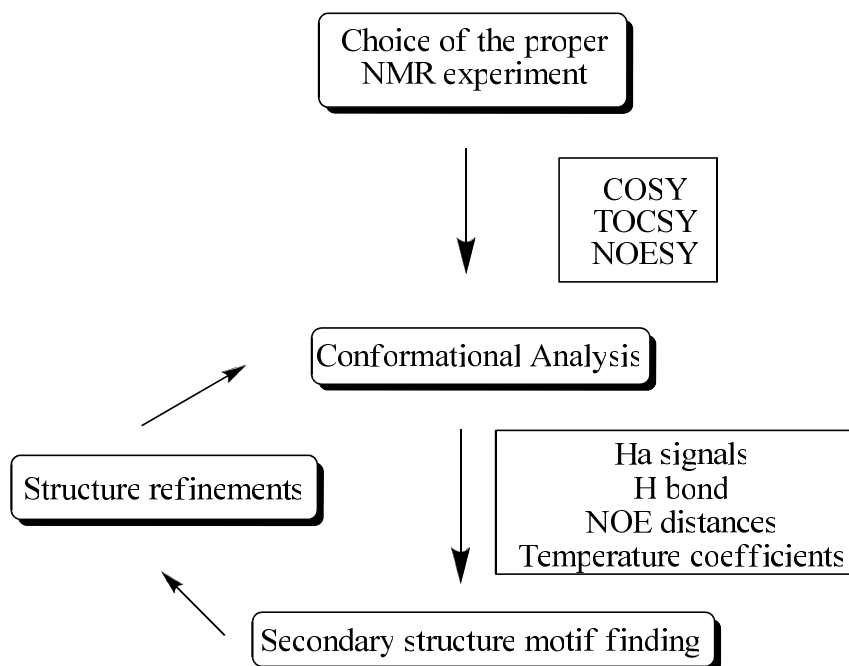 Choice of the proper
NMR experiment
COSY
TOCSY
NOESY
Conformational Analysis
Ha signals
H bond
NOE distances
Temperature coefficients
Structure refinements
Secondary structure motif finding